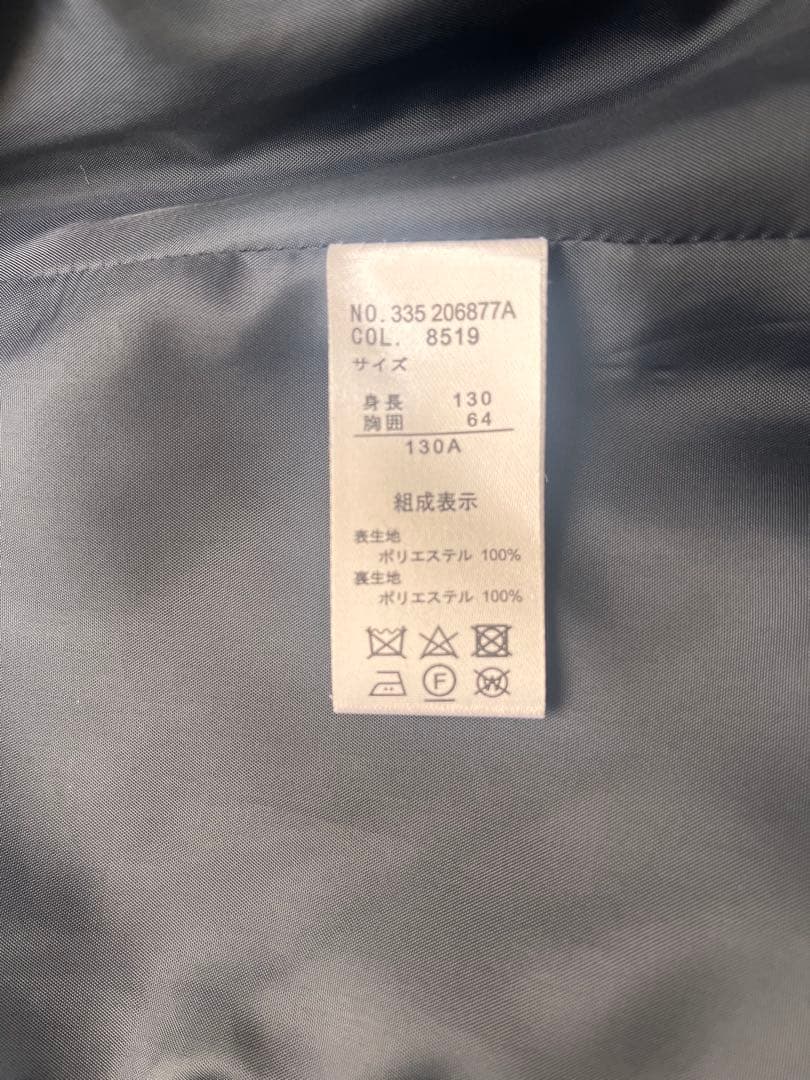 NO. 335 206877A
COL. 8519
サイズ
身長 130
胸囲 64
130A
組成表示
表生地
ポリエステル 100%
裏生地
ポリエステル 100%
F
W